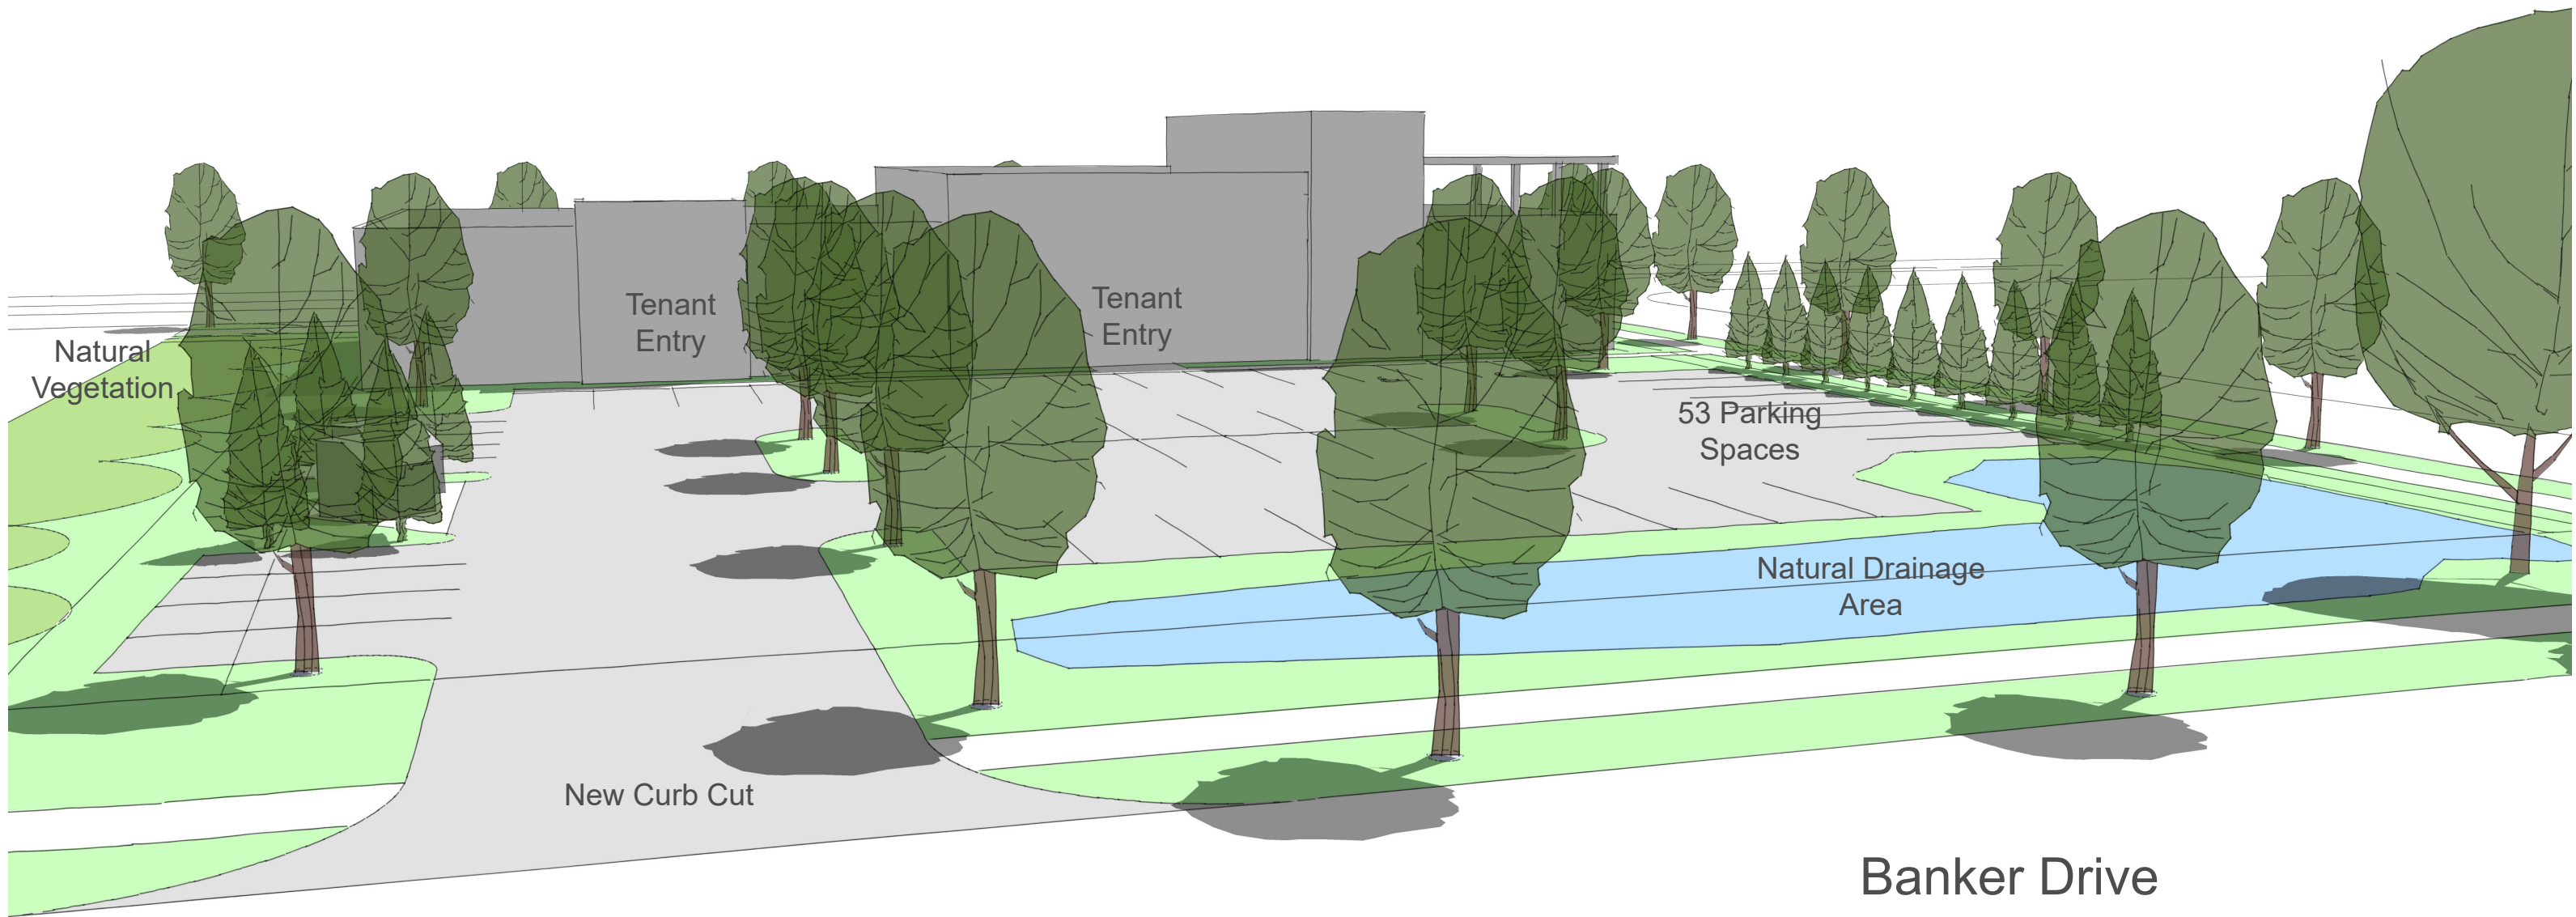 Tenant
Entry
Tenant
Entry
Natural
Vegetation
53 Parking
Spaces
Natural Drainage
Area
New Curb Cut
Banker Drive